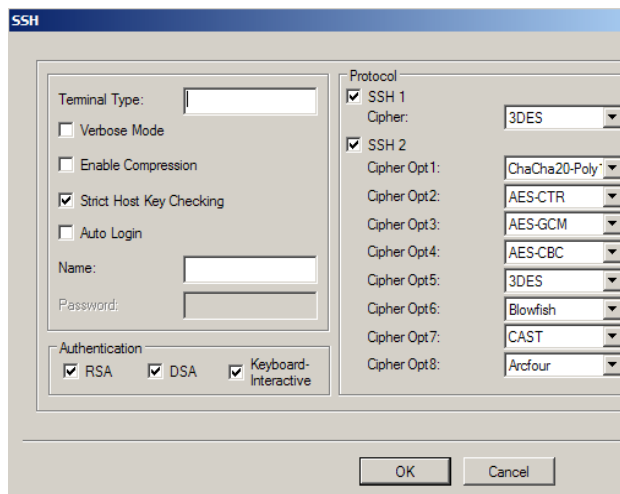 SSH
Terminal Type:
Verbose Mode
Enable Compression
Strict Host Key Checking
Auto Login
Name:
Password:
Authentication
RSA
DSA
Keyboard-
Interactive
Protocol
SSH 1
Cipher: 3DES
SSH 2
Cipher Opt1: ChaCha20-Poly1
Cipher Opt2: AES-CTR
Cipher Opt3: AES-GCM
Cipher Opt4: AES-CBC
Cipher Opt5: 3DES
Cipher Opt6: Blowfish
Cipher Opt7: CAST
Cipher Opt8: Arcfour
OK Cancel